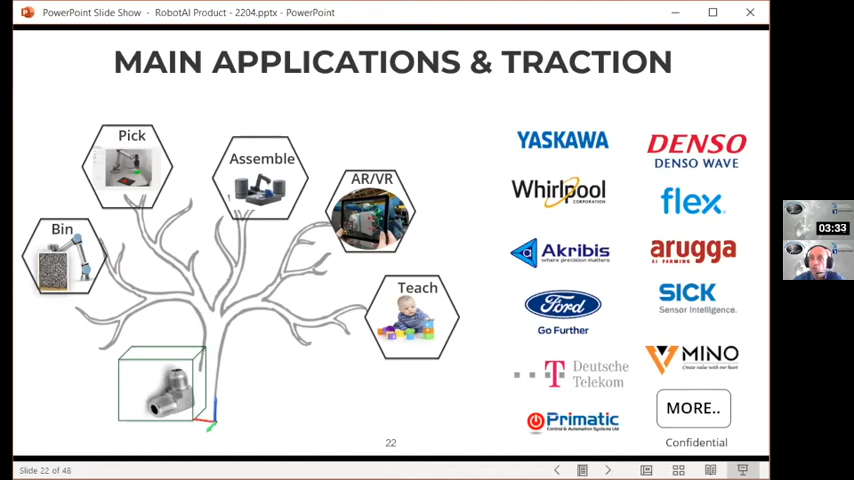 PowerPoint Slide Show - RobotAI Product - 2204.pptx - PowerPoint
MAIN APPLICATIONS & TRACTION
Pick
Assemble
AR/VR
Bin
Teach
YASKAWA
DENSO
DENSO WAVE
Whirlpool
CORPORATION
flex.
Akribis
where precision matters
arugga
A.I FARMING
Ford
Go Further
SICK
Sensor Intelligence.
T Deutsche
Telekom
MINO
Create value with our heart
Primatic
Control & Automation Systems Ltd
MORE..
22
Confidential
03:33
Slide 22 of 48